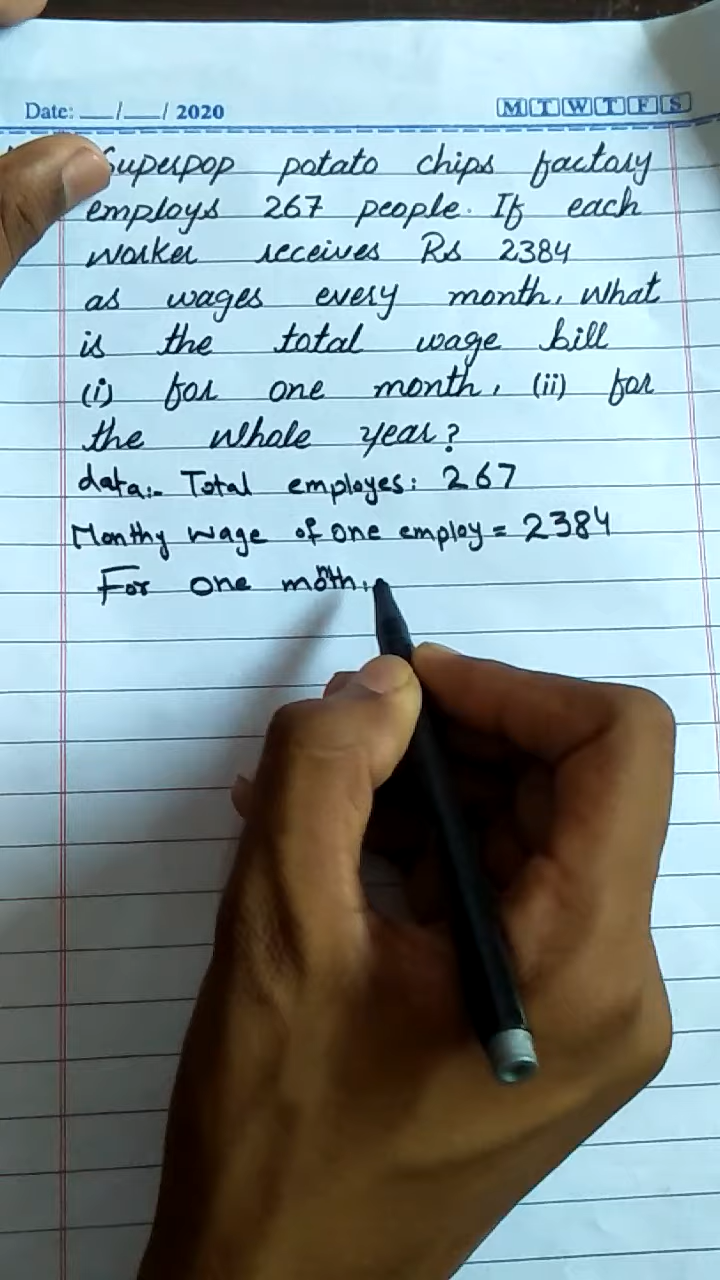 Date: __/__/ 2020 M T W T F S
Superpop potato chips factory
employs 267 people. If each
worker receives Rs 2384
as wages every month, what
is the total wage bill
(i) for one month, (ii) for
the whole year?
data:- Total employes: 267
Monthy wage of one employ = 2384
For one month: